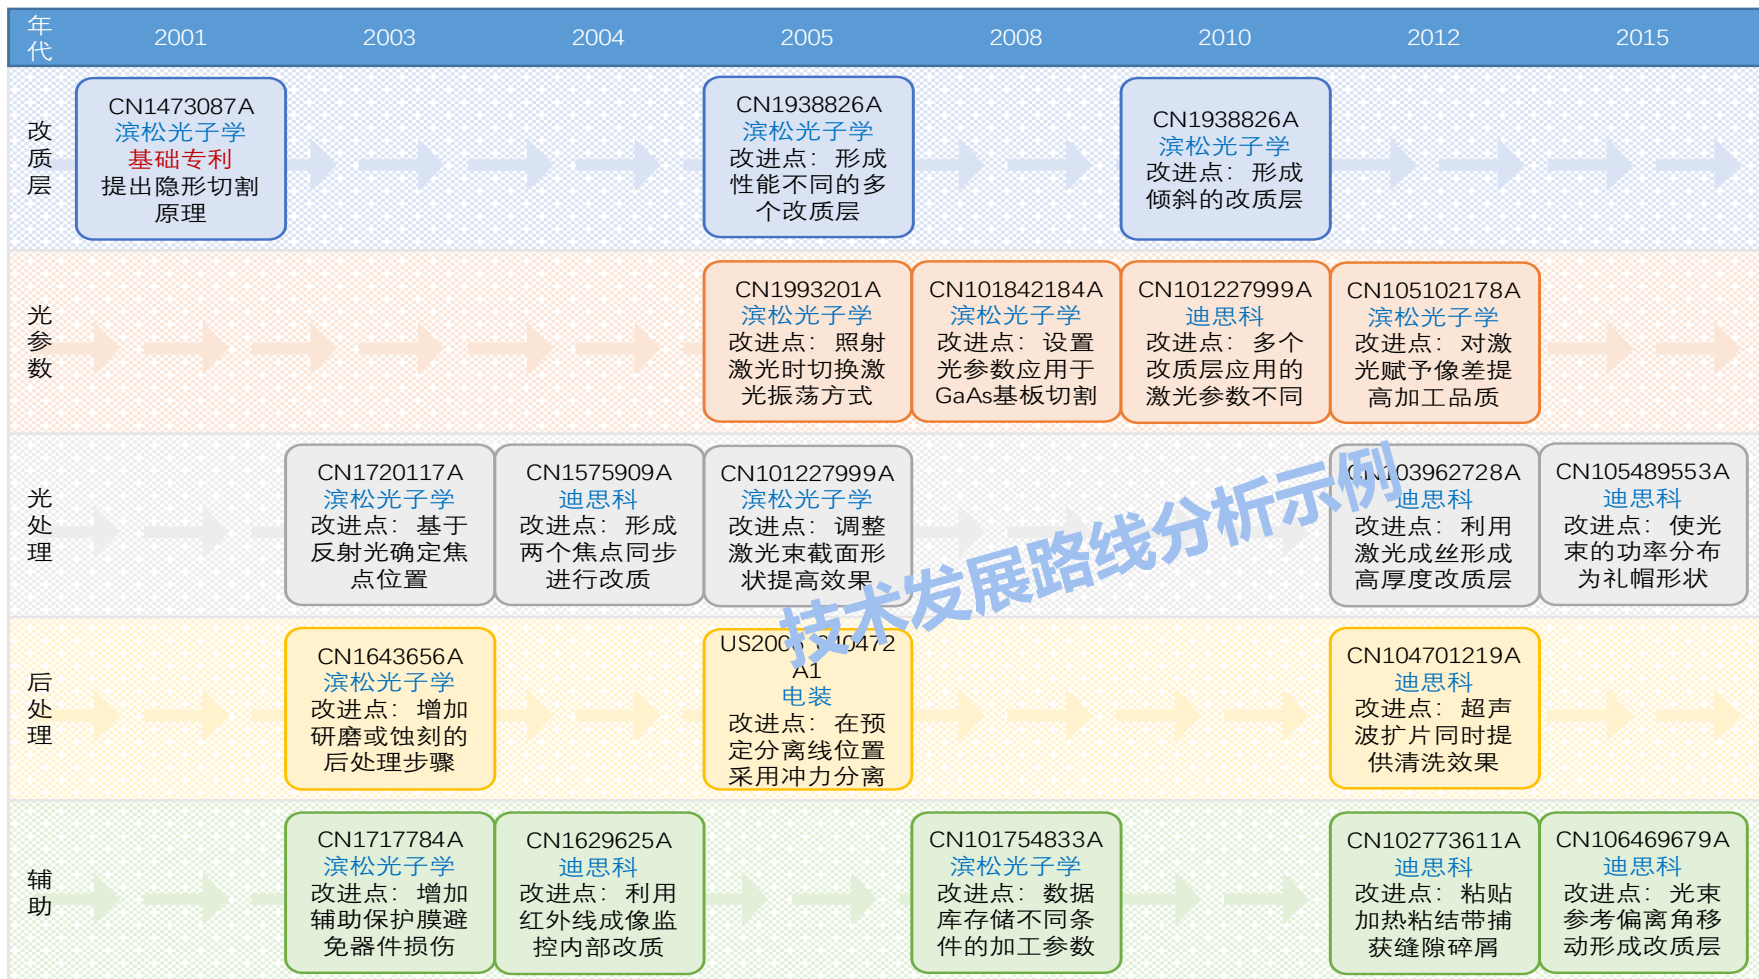 年代 2001 2003 2004 2005 2008 2010 2012 2015
改质层
CN1473087A
滨松光子学
基础专利
提出隐形切割
原理
CN1938826A
滨松光子学
改进点：形成
性能不同的多
个改质层
CN1938826A
滨松光子学
改进点：形成
倾斜的改质层
光参数
CN1993201A
滨松光子学
改进点：照射
激光时切换激
光振荡方式
CN101842184A
滨松光子学
改进点：设置
光参数应用于
GaAs基板切割
CN101227999A
迪思科
改进点：多个
改质层应用的
激光参数不同
CN105102178A
滨松光子学
改进点：对激
光赋予像差提
高加工品质
光处理
CN1720117A
滨松光子学
改进点：基于
反射光确定焦
点位置
CN1575909A
迪思科
改进点：形成
两个焦点同步
进行改质
CN101227999A
滨松光子学
改进点：调整
激光束截面形
状提高效果
CN103962728A
迪思科
改进点：利用
激光成丝形成
高厚度改质层
CN105489553A
迪思科
改进点：使光
束的功率分布
为礼帽形状
技术发展路线分析示例
后处理
CN1643656A
滨松光子学
改进点：增加
研磨或蚀刻的
后处理步骤
A1
电装
改进点：在预
定分离线位置
采用冲力分离
CN104701219A
迪思科
改进点：超声
波扩片同时提
供清洗效果
辅助
CN1717784A
滨松光子学
改进点：增加
辅助保护膜避
免器件损伤
CN1629625A
迪思科
改进点：利用
红外线成像监
控内部改质
CN101754833A
滨松光子学
改进点：数据
库存储不同条
件的加工参数
CN102773611A
迪思科
改进点：粘贴
加热粘结带捕
获缝隙碎屑
CN106469679A
迪思科
改进点：光束
参考偏离角移
动形成改质层